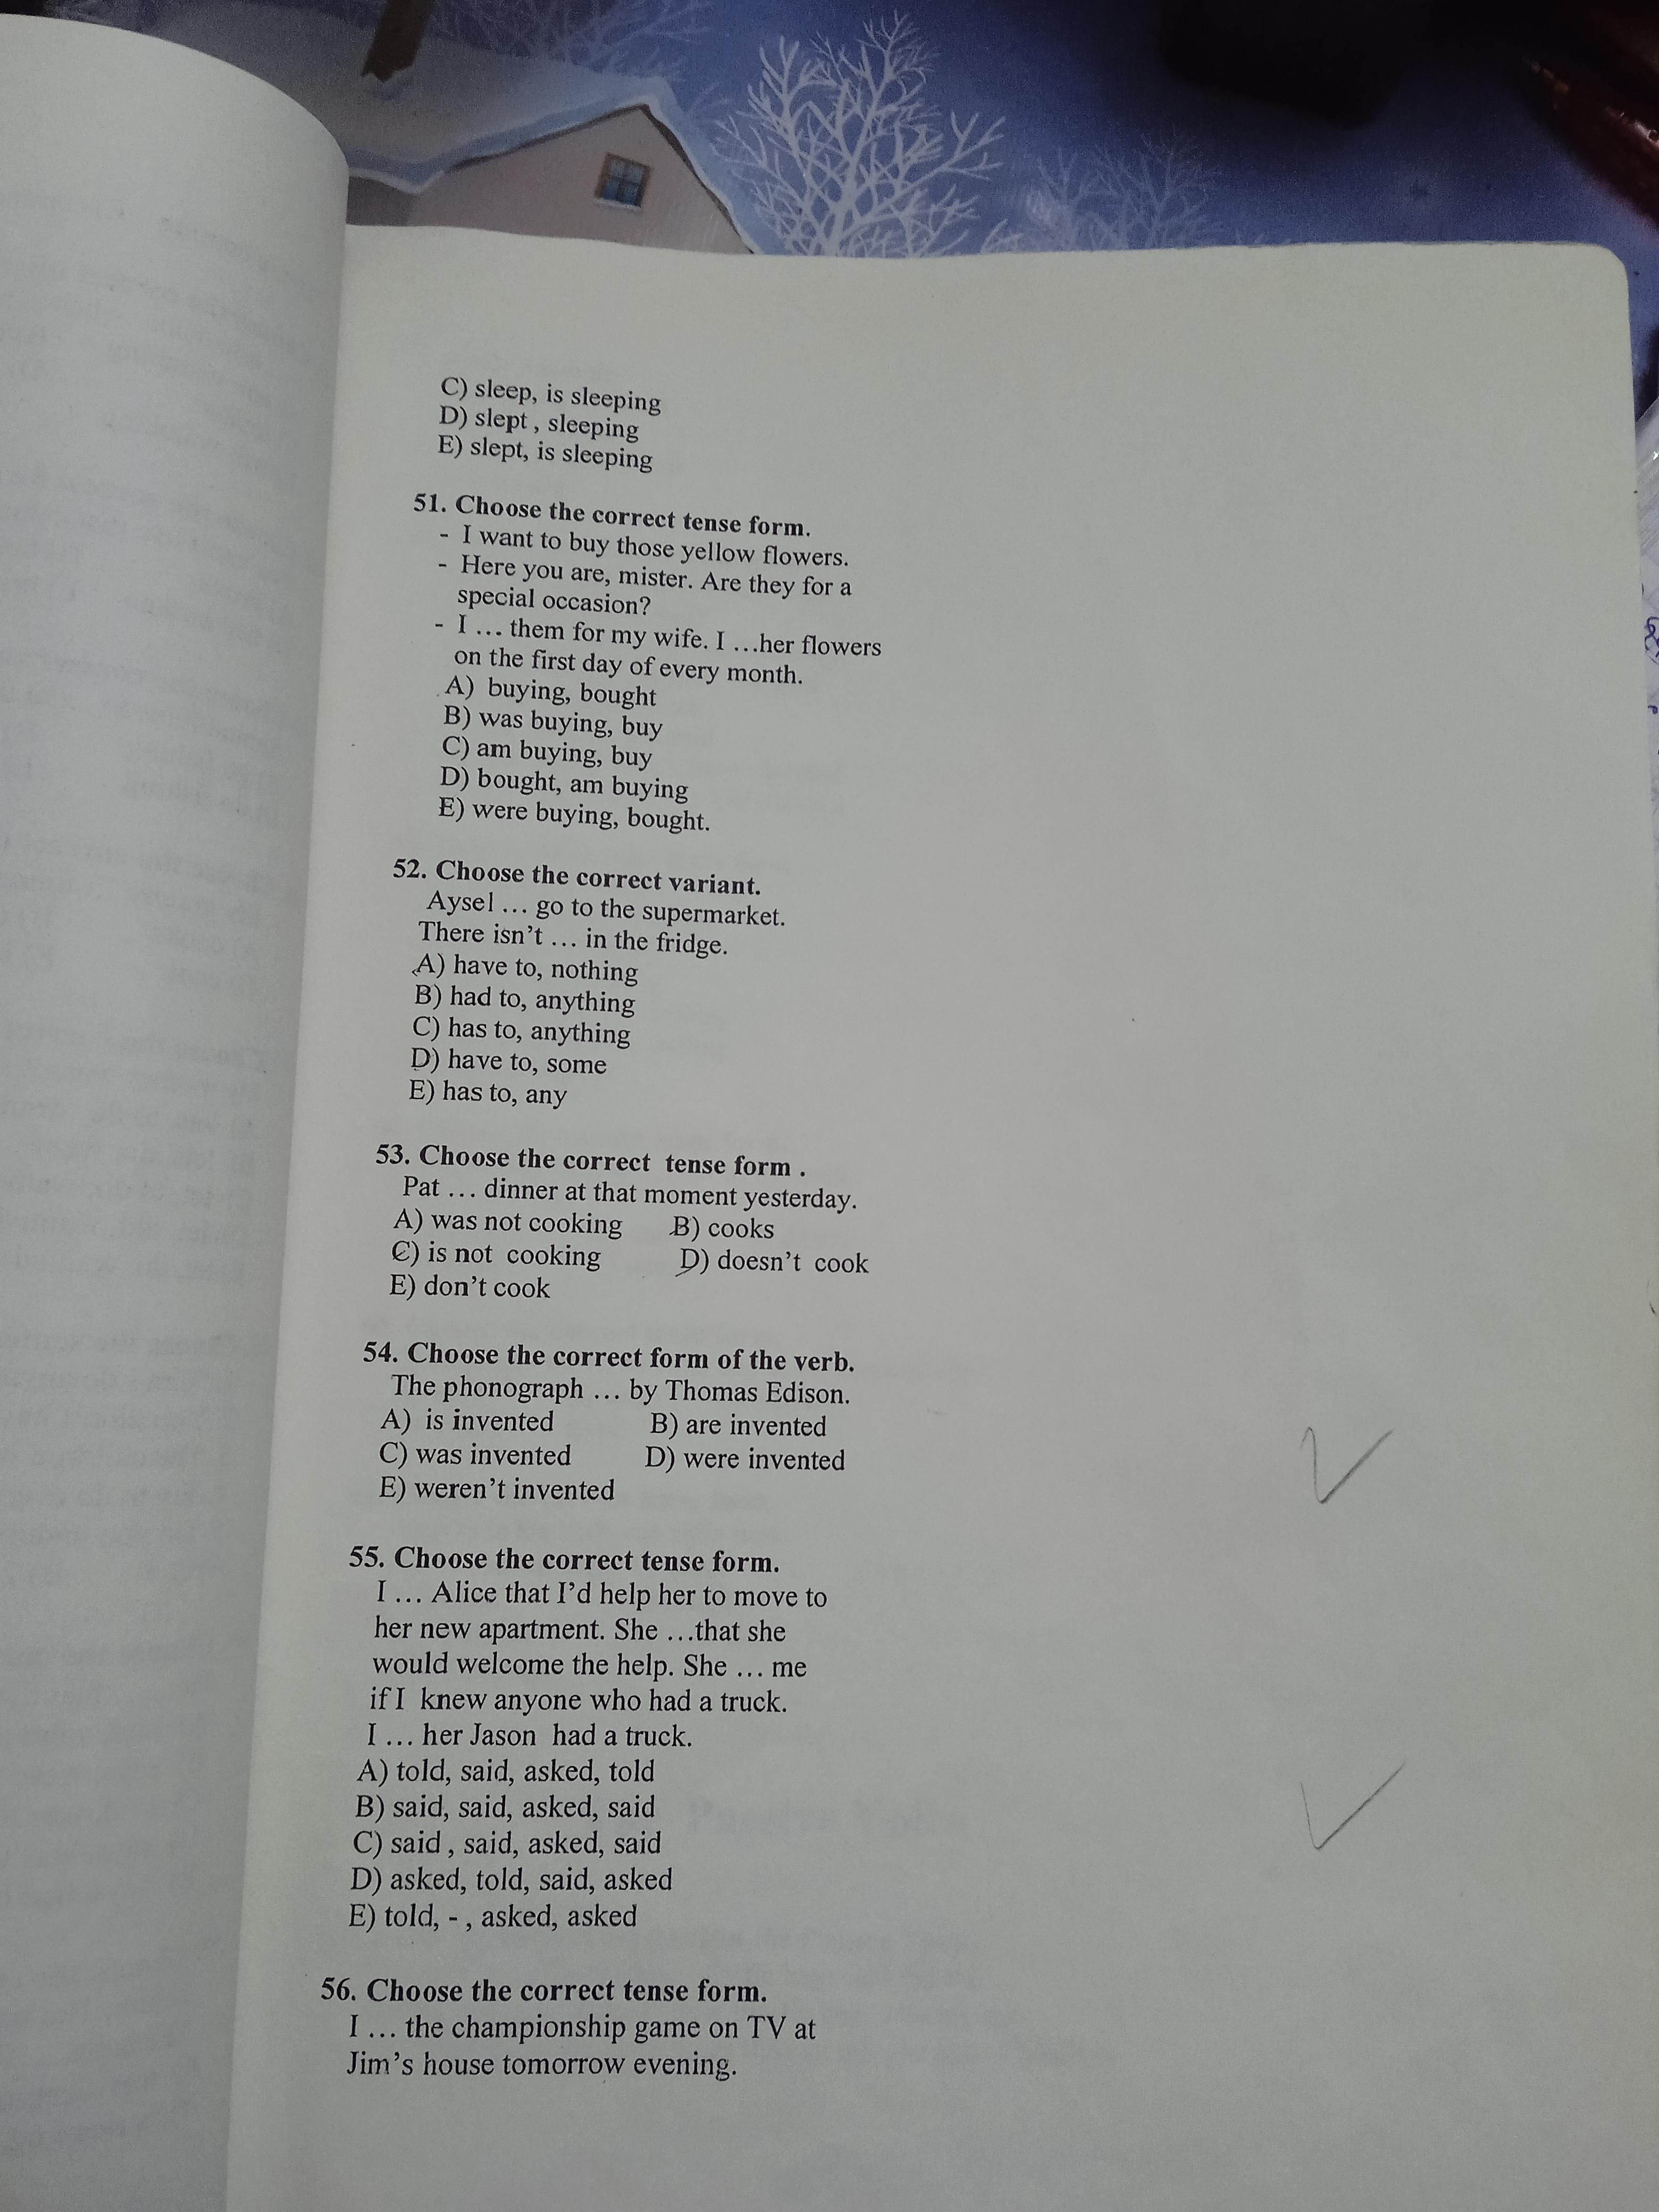 C) sleep, is sleeping
D) slept , sleeping
E) slept, is sleeping
51. Choose the correct tense form.
- I want to buy those yellow flowers.
- Here you are, mister. Are they for a
special occasion?
- I … them for my wife. I …her flowers
on the first day of every month.
A) buying, bought
B) was buying, buy
C) am buying, buy
D) bought, am buying
E) were buying, bought.
52. Choose the correct variant.
Aysel … go to the supermarket.
There isn't … in the fridge.
A) have to, nothing
B) had to, anything
C) has to, anything
D) have to, some
E) has to, any
53. Choose the correct tense form .
Pat … dinner at that moment yesterday.
A) was not cooking B) cooks
C) is not cooking D) doesn't cook
E) don't cook
54. Choose the correct form of the verb.
The phonograph … by Thomas Edison.
A) is invented B) are invented
C) was invented D) were invented
E) weren't invented
55. Choose the correct tense form.
I … Alice that I'd help her to move to
her new apartment. She …that she
would welcome the help. She … me
if I knew anyone who had a truck.
I … her Jason had a truck.
A) told, said, asked, told
B) said, said, asked, said
C) said , said, asked, said
D) asked, told, said, asked
E) told, - , asked, asked
56. Choose the correct tense form.
I … the championship game on TV at
Jim's house tomorrow evening.